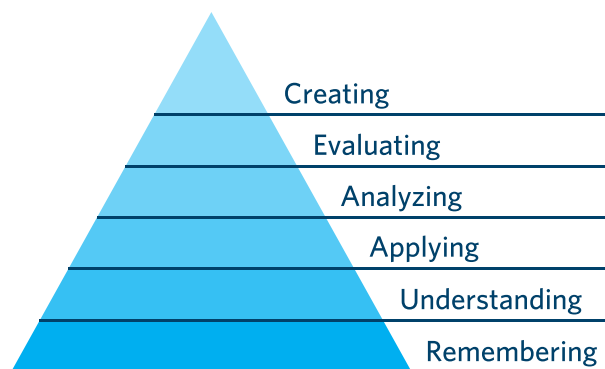 Creating
Evaluating
Analyzing
Applying
Understanding
Remembering